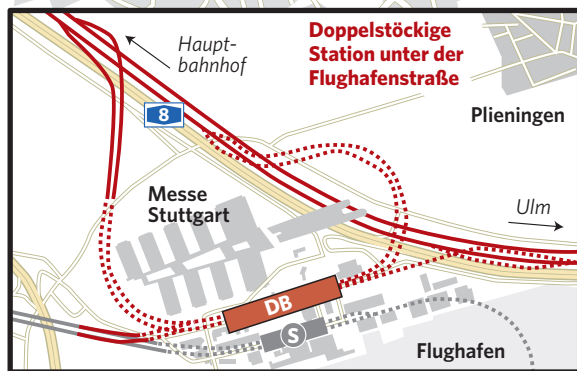 Haupt-
bahnhof
Doppelstöckige
Station unter der
Flughafenstraße
8
Plieningen
Messe
Stuttgart
Ulm
DB
S
Flughafen